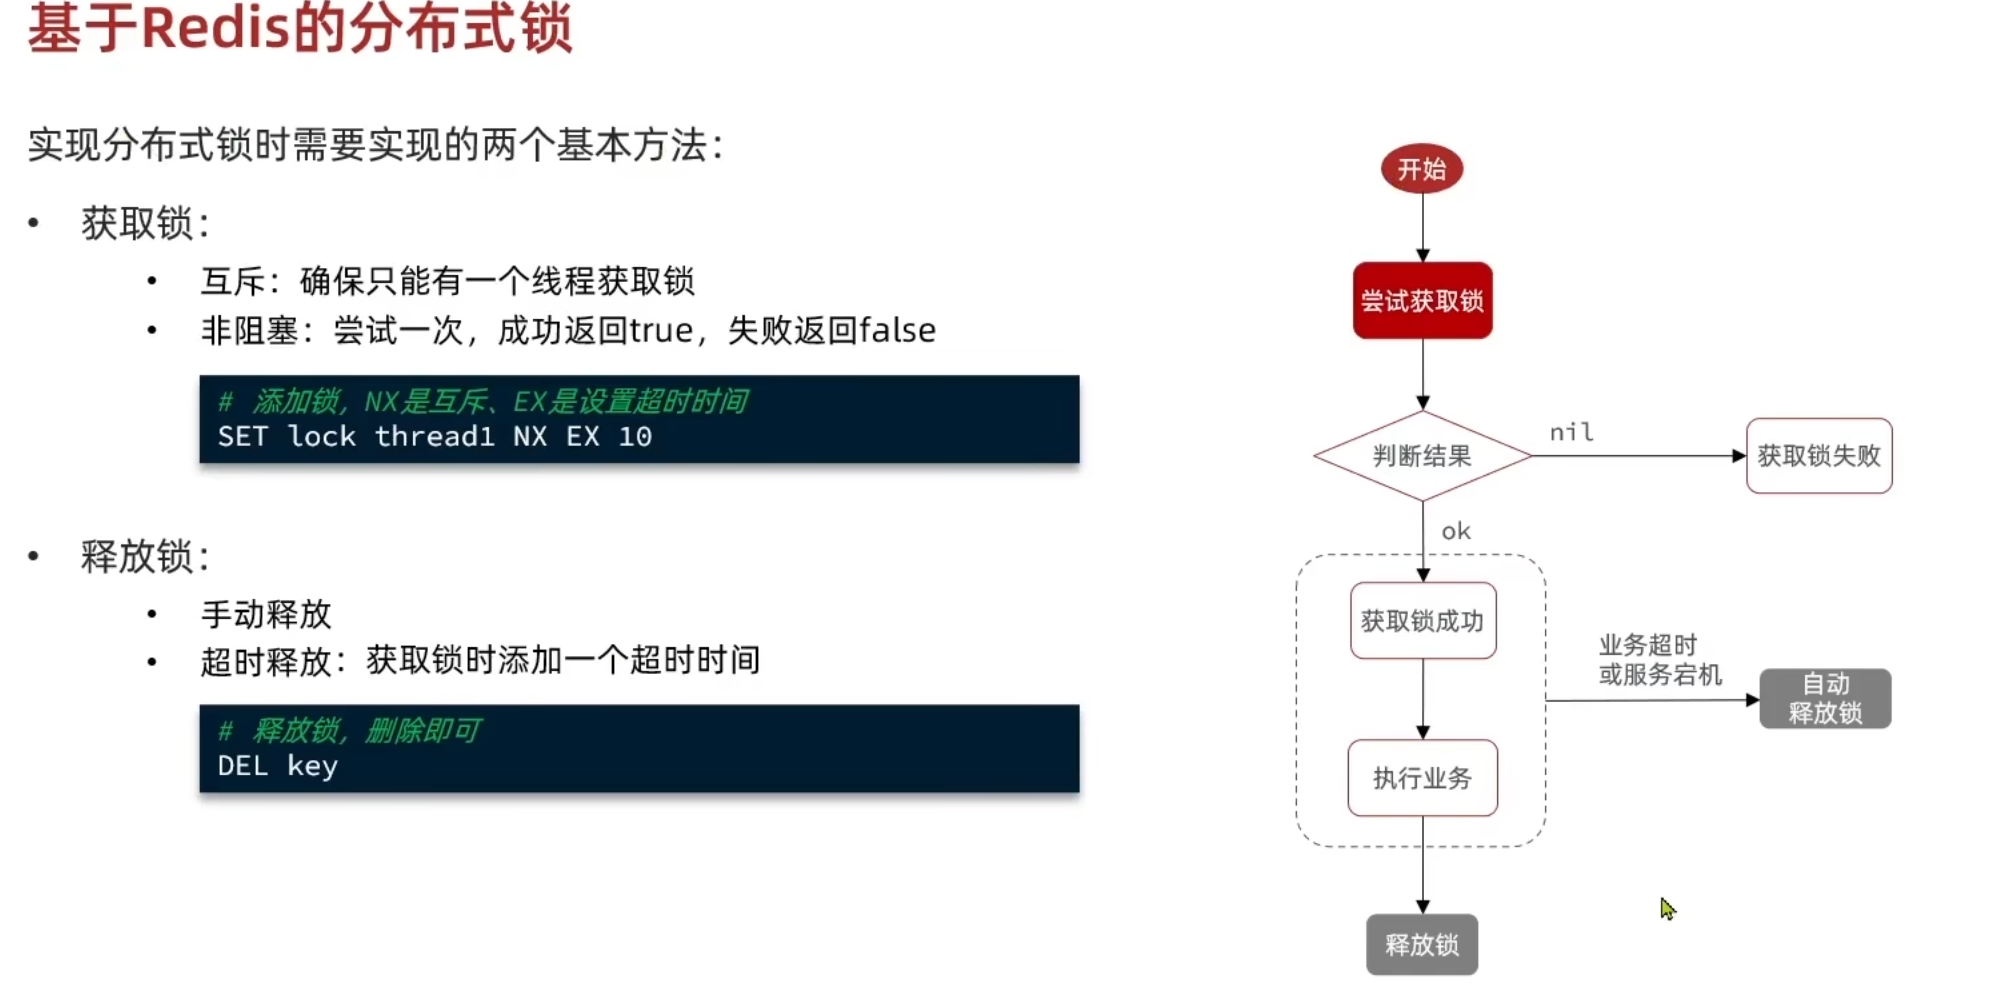 基于Redis的分布式锁
实现分布式锁时需要实现的两个基本方法：
• 获取锁：
• 互斥：确保只能有一个线程获取锁
• 非阻塞：尝试一次，成功返回true，失败返回false
# 添加锁，NX是互斥、EX是设置超时时间
SET lock thread1 NX EX 10
• 释放锁：
• 手动释放
• 超时释放：获取锁时添加一个超时时间
# 释放锁，删除即可
DEL key
开始
尝试获取锁
判断结果
nil
获取锁失败
ok
获取锁成功
业务超时
或服务宕机
自动
释放锁
执行业务
释放锁